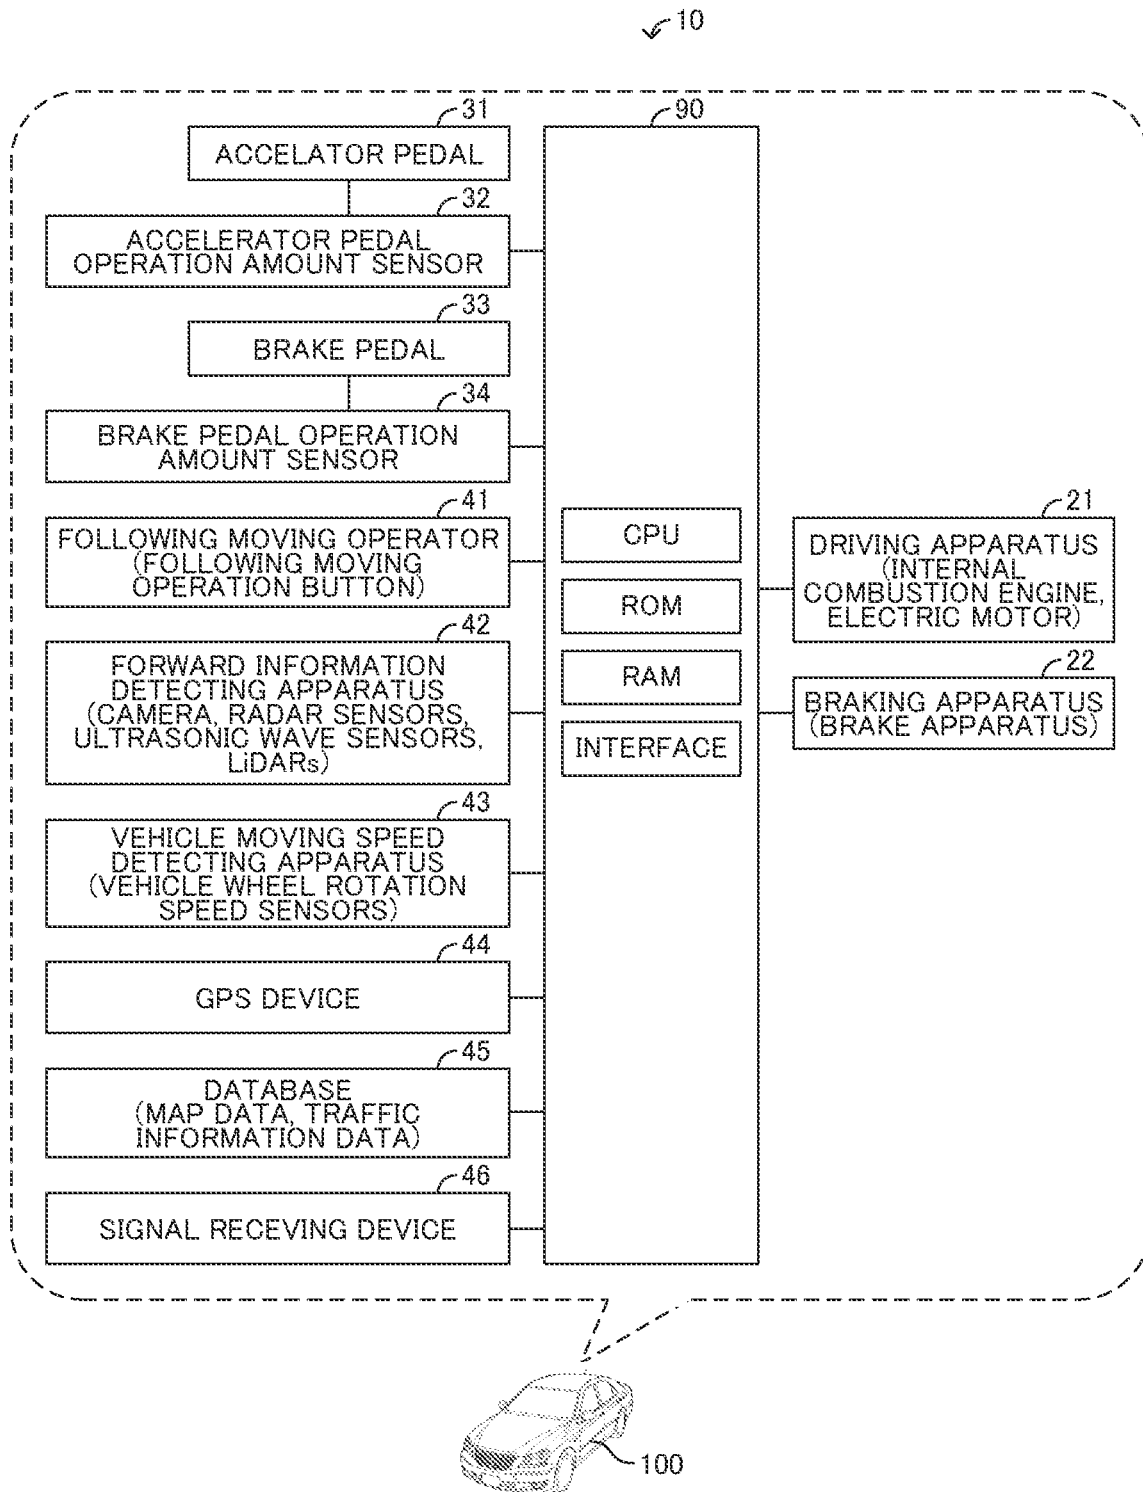 10
31
90
ACCELATOR PEDAL
32
ACCELERATOR PEDAL
OPERATION AMOUNT SENSOR
33
BRAKE PEDAL
34
BRAKE PEDAL OPERATION
AMOUNT SENSOR
41
FOLLOWING MOVING OPERATOR
(FOLLOWING MOVING
OPERATION BUTTON)
42
FORWARD INFORMATION
DETECTING APPARATUS
(CAMERA, RADAR SENSORS,
ULTRASONIC WAVE SENSORS,
LiDARs)
43
VEHICLE MOVING SPEED
DETECTING APPARATUS
(VEHICLE WHEEL ROTATION
SPEED SENSORS)
44
GPS DEVICE
45
DATABASE
(MAP DATA, TRAFFIC
INFORMATION DATA)
46
SIGNAL RECEVING DEVICE
CPU
ROM
RAM
INTERFACE
21
DRIVING APPARATUS
(INTERNAL
COMBUSTION ENGINE,
ELECTRIC MOTOR)
22
BRAKING APPARATUS
(BRAKE APPARATUS)
100